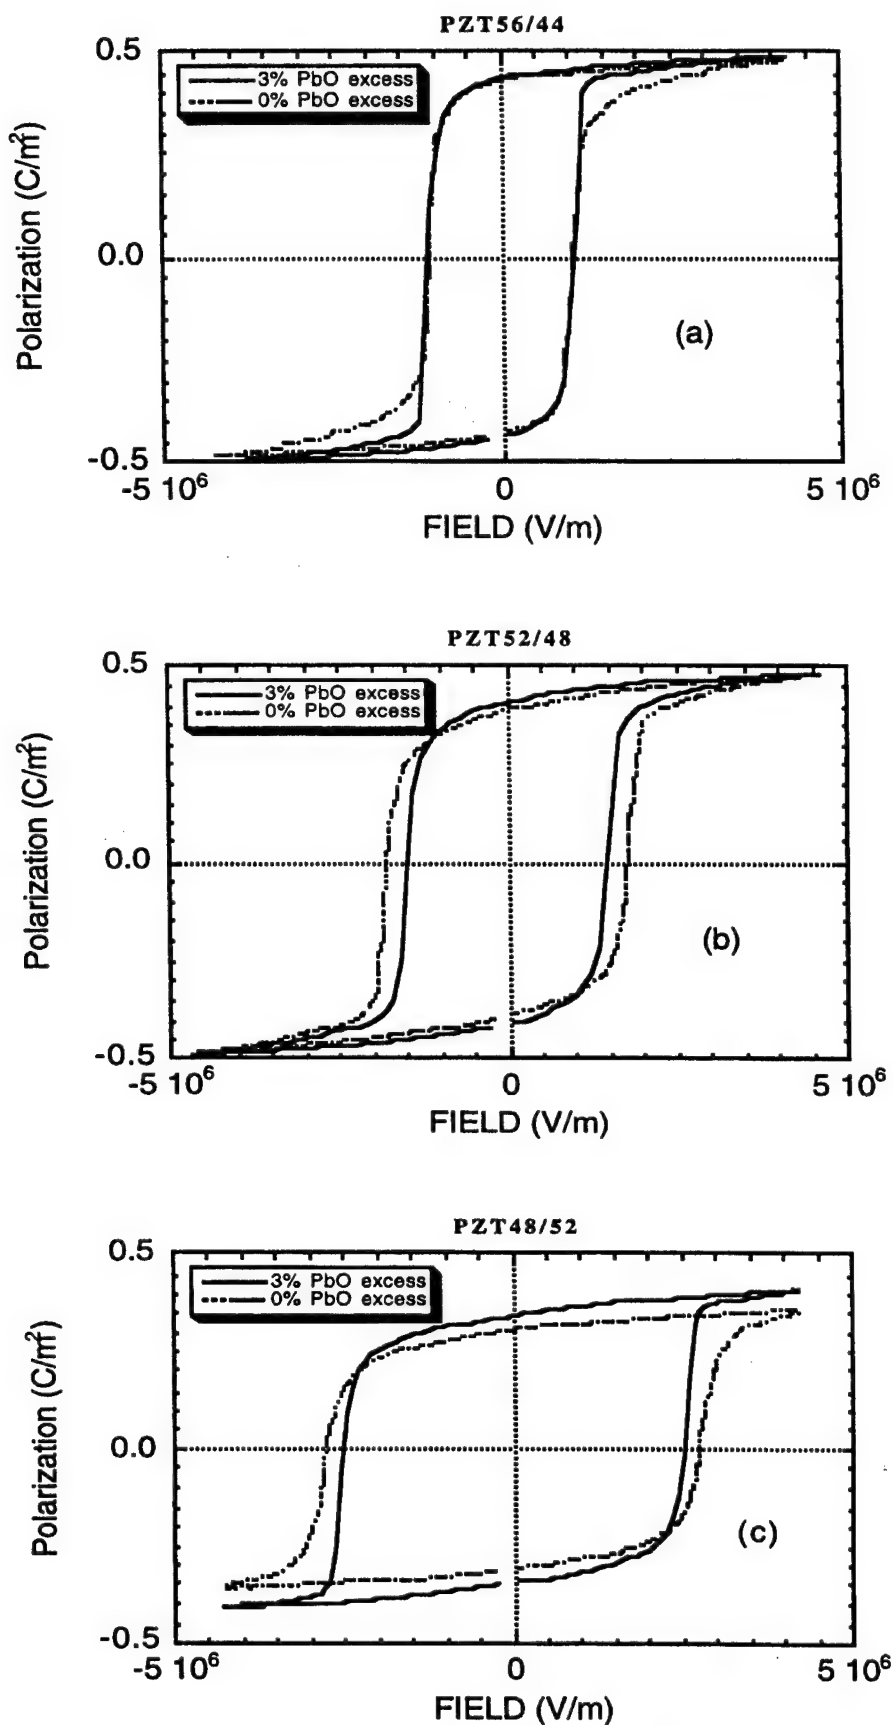 PZT56/44
0.5
3% PbO excess
0% PbO excess
Polarization (C/m²)
0.0
(a)
-0.5
-5 10⁶ 0 5 10⁶
FIELD (V/m)
PZT52/48
0.5
3% PbO excess
0% PbO excess
Polarization (C/m²)
0.0
(b)
-0.5
-5 10⁶ 0 5 10⁶
FIELD (V/m)
PZT48/52
0.5
3% PbO excess
0% PbO excess
Polarization (C/m²)
0.0
(c)
-0.5
-5 10⁶ 0 5 10⁶
FIELD (V/m)